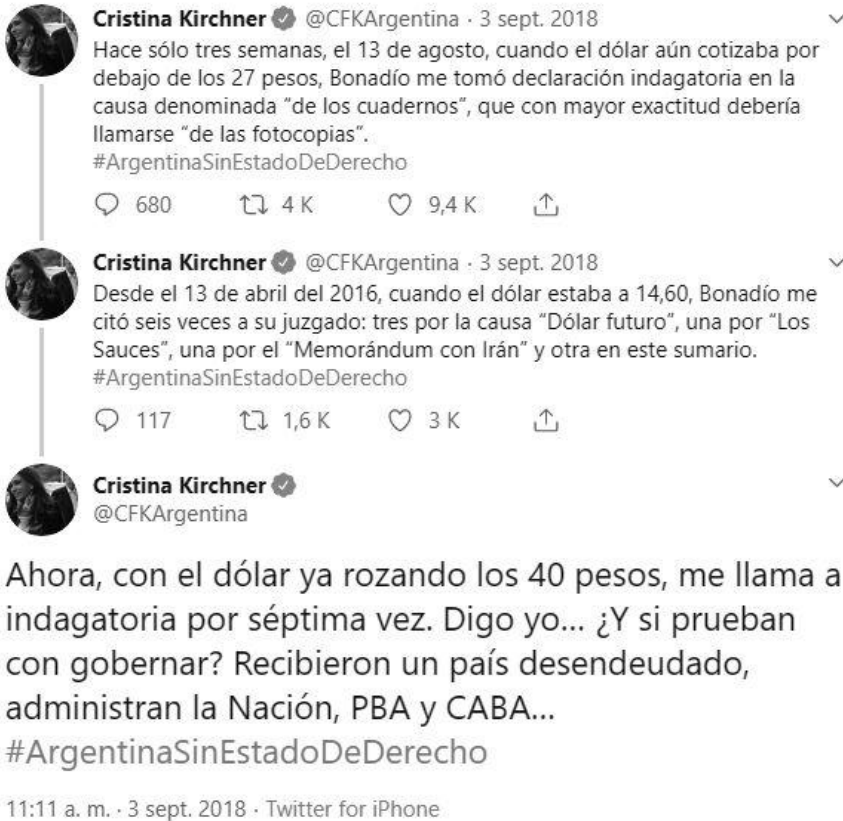 Cristina Kirchner @CFKArgentina · 3 sept. 2018
Hace sólo tres semanas, el 13 de agosto, cuando el dólar aún cotizaba por
debajo de los 27 pesos, Bonadío me tomó declaración indagatoria en la
causa denominada “de los cuadernos”, que con mayor exactitud debería
llamarse “de las fotocopias”.
#ArgentinaSinEstadoDeDerecho
680 4 K 9,4 K
Cristina Kirchner @CFKArgentina · 3 sept. 2018
Desde el 13 de abril del 2016, cuando el dólar estaba a 14,60, Bonadío me
citó seis veces a su juzgado: tres por la causa “Dólar futuro”, una por “Los
Sauces”, una por el “Memorándum con Irán” y otra en este sumario.
#ArgentinaSinEstadoDeDerecho
117 1,6 K 3 K
Cristina Kirchner
@CFKArgentina
Ahora, con el dólar ya rozando los 40 pesos, me llama a
indagatoria por séptima vez. Digo yo... ¿Y si prueban
con gobernar? Recibieron un país desendeudado,
administran la Nación, PBA y CABA...
#ArgentinaSinEstadoDeDerecho
11:11 a. m. · 3 sept. 2018 · Twitter for iPhone